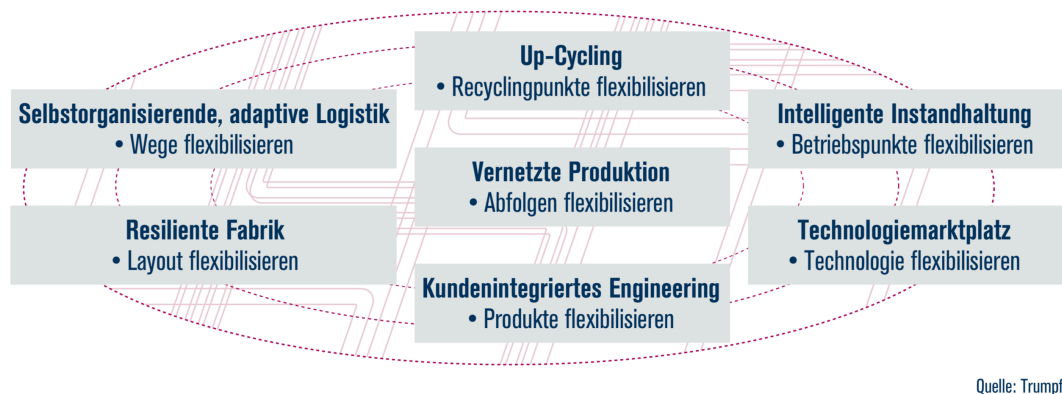 Up-Cycling
• Recyclingpunkte flexibilisieren
Selbstorganisierende, adaptive Logistik
• Wege flexibilisieren
Intelligente Instandhaltung
• Betriebspunkte flexibilisieren
Vernetzte Produktion
• Abfolgen flexibilisieren
Resiliente Fabrik
• Layout flexibilisieren
Technologiemarktplatz
• Technologie flexibilisieren
Kundenintegriertes Engineering
• Produkte flexibilisieren
Quelle: Trumpf